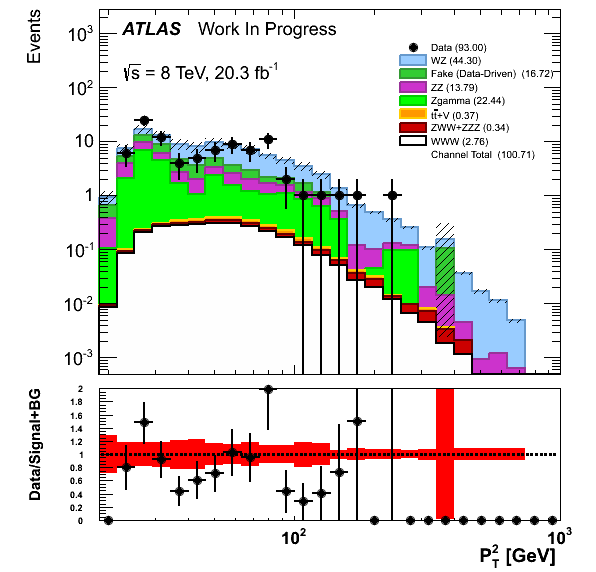 Events
ATLAS Work In Progress
√s = 8 TeV, 20.3 fb⁻¹
Data (93.00)
WZ (44.30)
Fake (Data-Driven) (16.72)
ZZ (13.79)
Zgamma (22.44)
tt̄+V (0.37)
ZWW+ZZZ (0.34)
WWW (2.76)
Channel Total (100.71)
10³
10²
10
1
10⁻¹
10⁻²
10⁻³
Data/Signal+BG
2
1.8
1.6
1.4
1.2
1
0.8
0.6
0.4
0.2
0
10² 10³
P²_T [GeV]